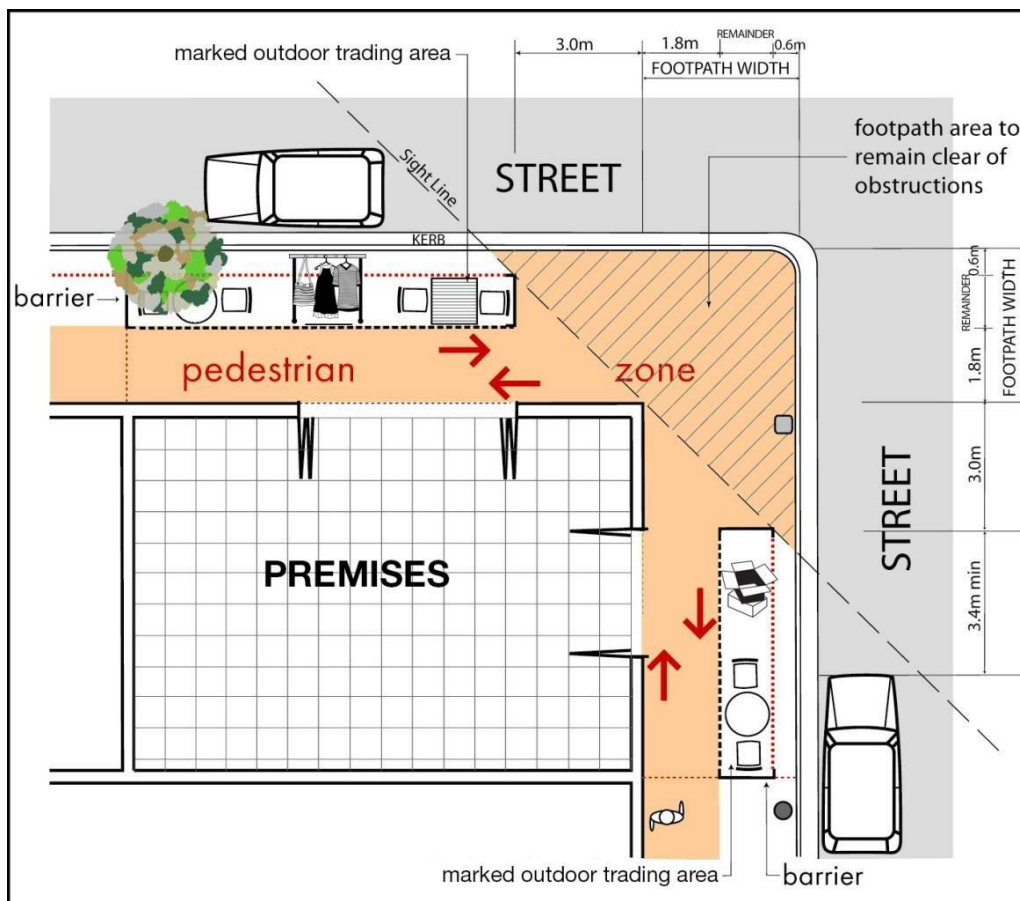 3.0m
1.8m
REMAINDER
0.6m
FOOTPATH WIDTH
marked outdoor trading area
footpath area to
remain clear of
obstructions
Sight Line
STREET
KERB
barrier
0.6m
REMAINDER
1.8m
FOOTPATH WIDTH
pedestrian
zone
3.0m
STREET
PREMISES
3.4m min
marked outdoor trading area
barrier